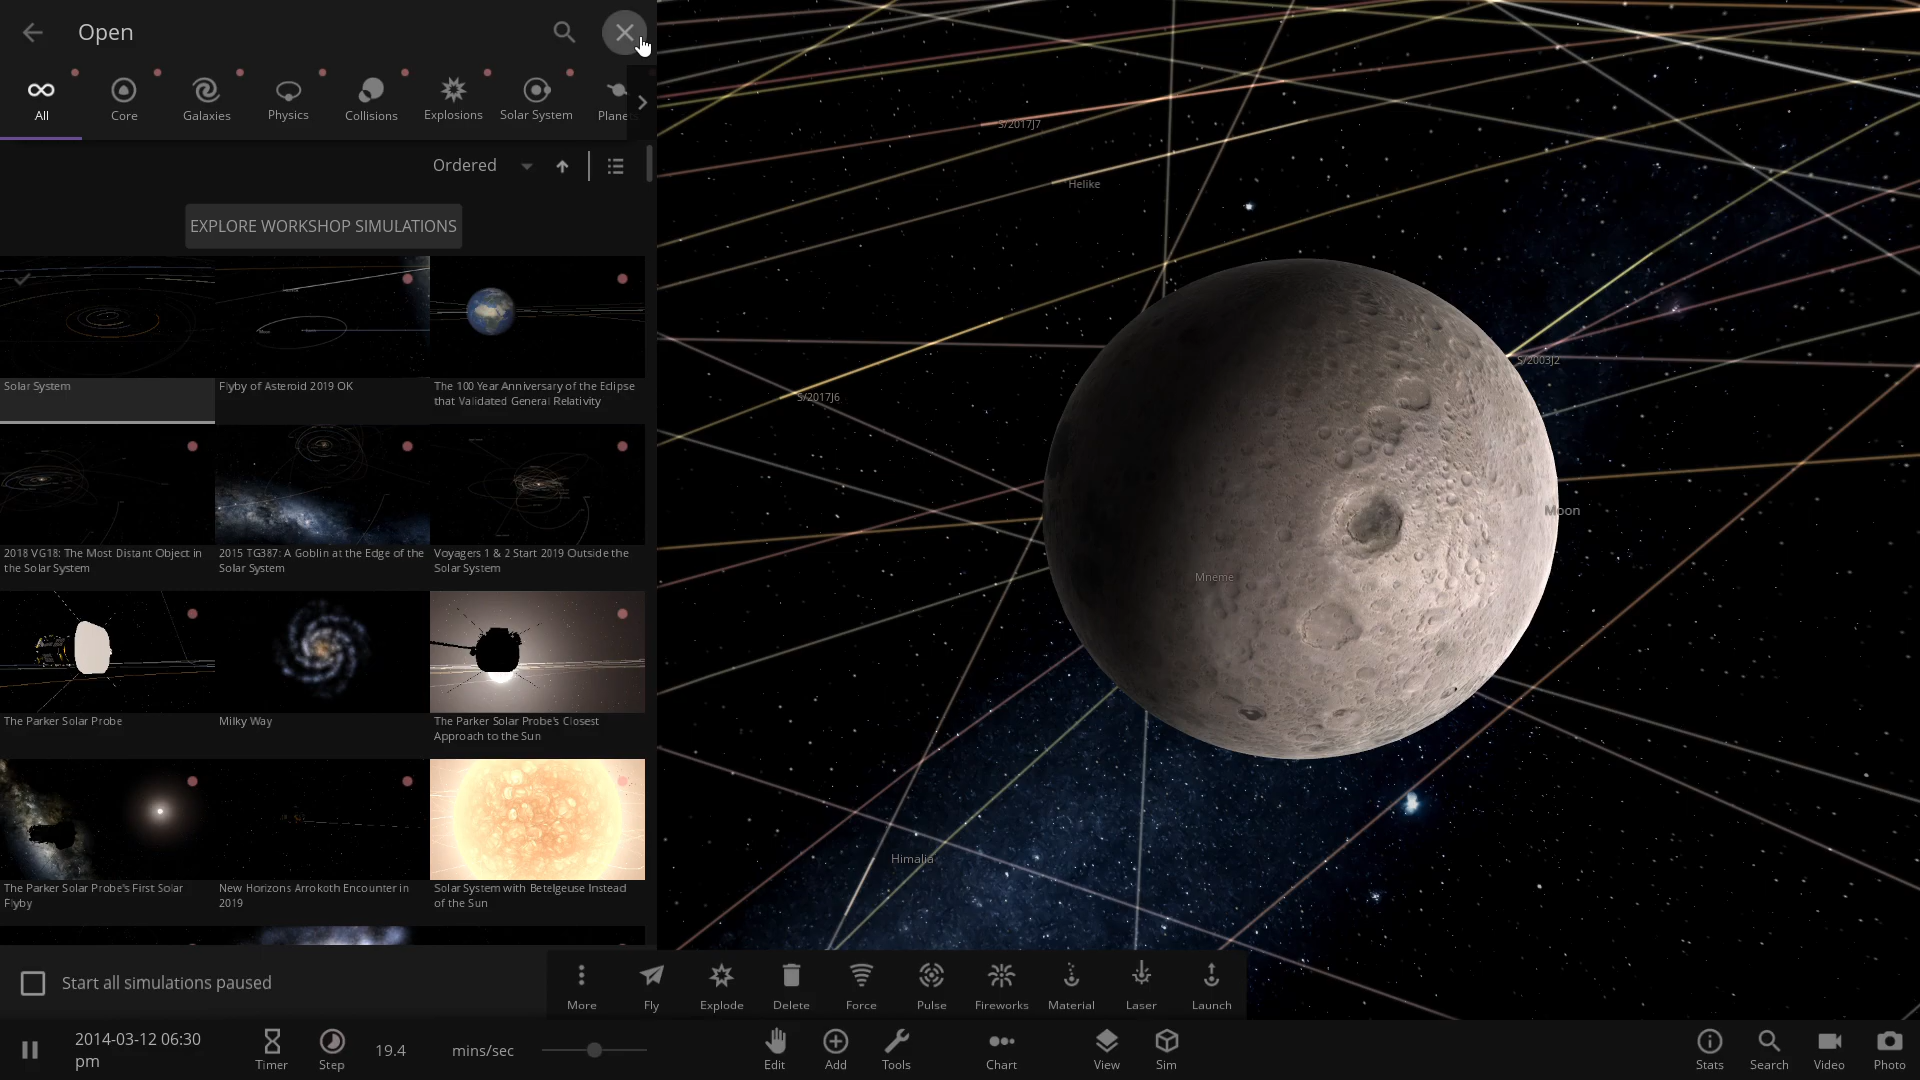 Open
All
Core
Galaxies
Physics
Collisions
Explosions
Solar System
Plane
Ordered
EXPLORE WORKSHOP SIMULATIONS
Solar System
Flyby of Asteroid 2019 OK
The 100 Year Anniversary of the Eclipse
that Validated General Relativity
2018 VG18: The Most Distant Object in
the Solar System
2015 TG387: A Goblin at the Edge of the
Solar System
Voyagers 1 & 2 Start 2019 Outside the
Solar System
The Parker Solar Probe
Milky Way
The Parker Solar Probe's Closest
Approach to the Sun
The Parker Solar Probe's First Solar
Flyby
New Horizons Arrokoth Encounter in
2019
Solar System with Betelgeuse Instead
of the Sun
Start all simulations paused
S/2017J7
Helike
S/2003J2
S/2017J6
Moon
Mneme
Himalia
More
Fly
Explode
Delete
Force
Pulse
Fireworks
Material
Laser
Launch
2014-03-12 06:30
pm
Timer
Step
19.4
mins/sec
Edit
Add
Tools
Chart
View
Sim
Stats
Search
Video
Photo